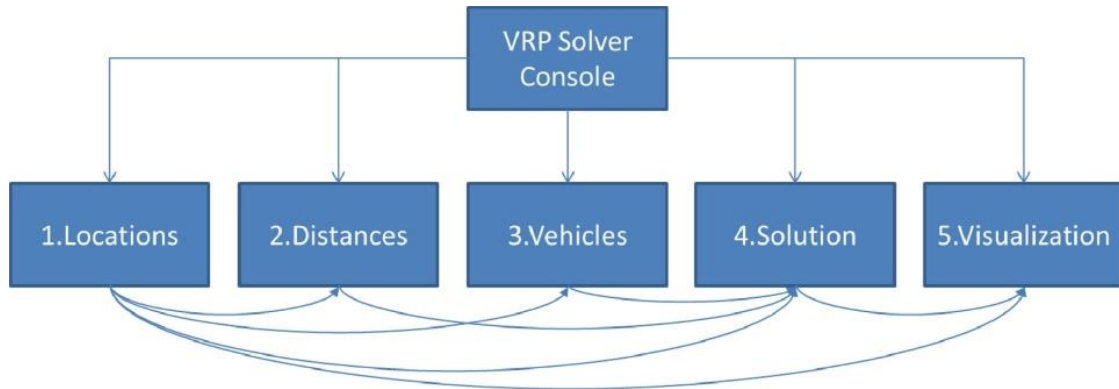 VRP Solver
Console
1.Locations
2.Distances
3.Vehicles
4.Solution
5.Visualization